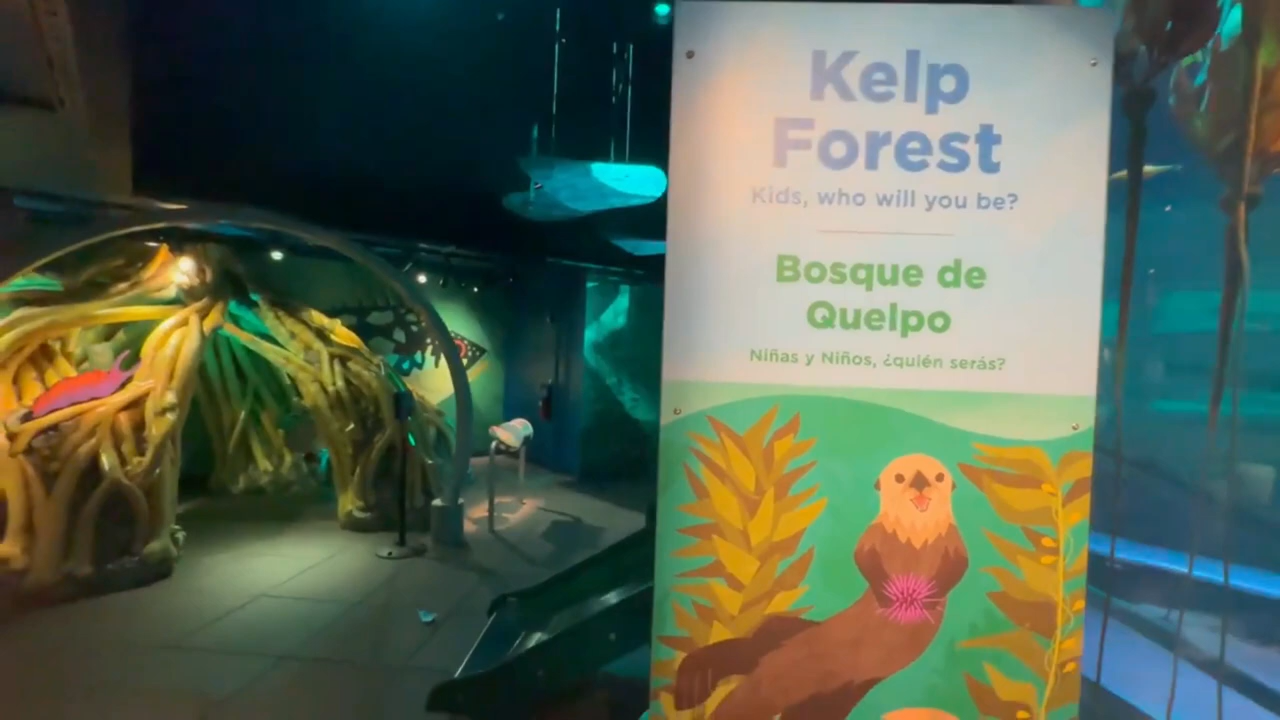 Kelp
Forest
Kids, who will you be?
Bosque de
Quelpo
Niñas y Niños, ¿quién serás?